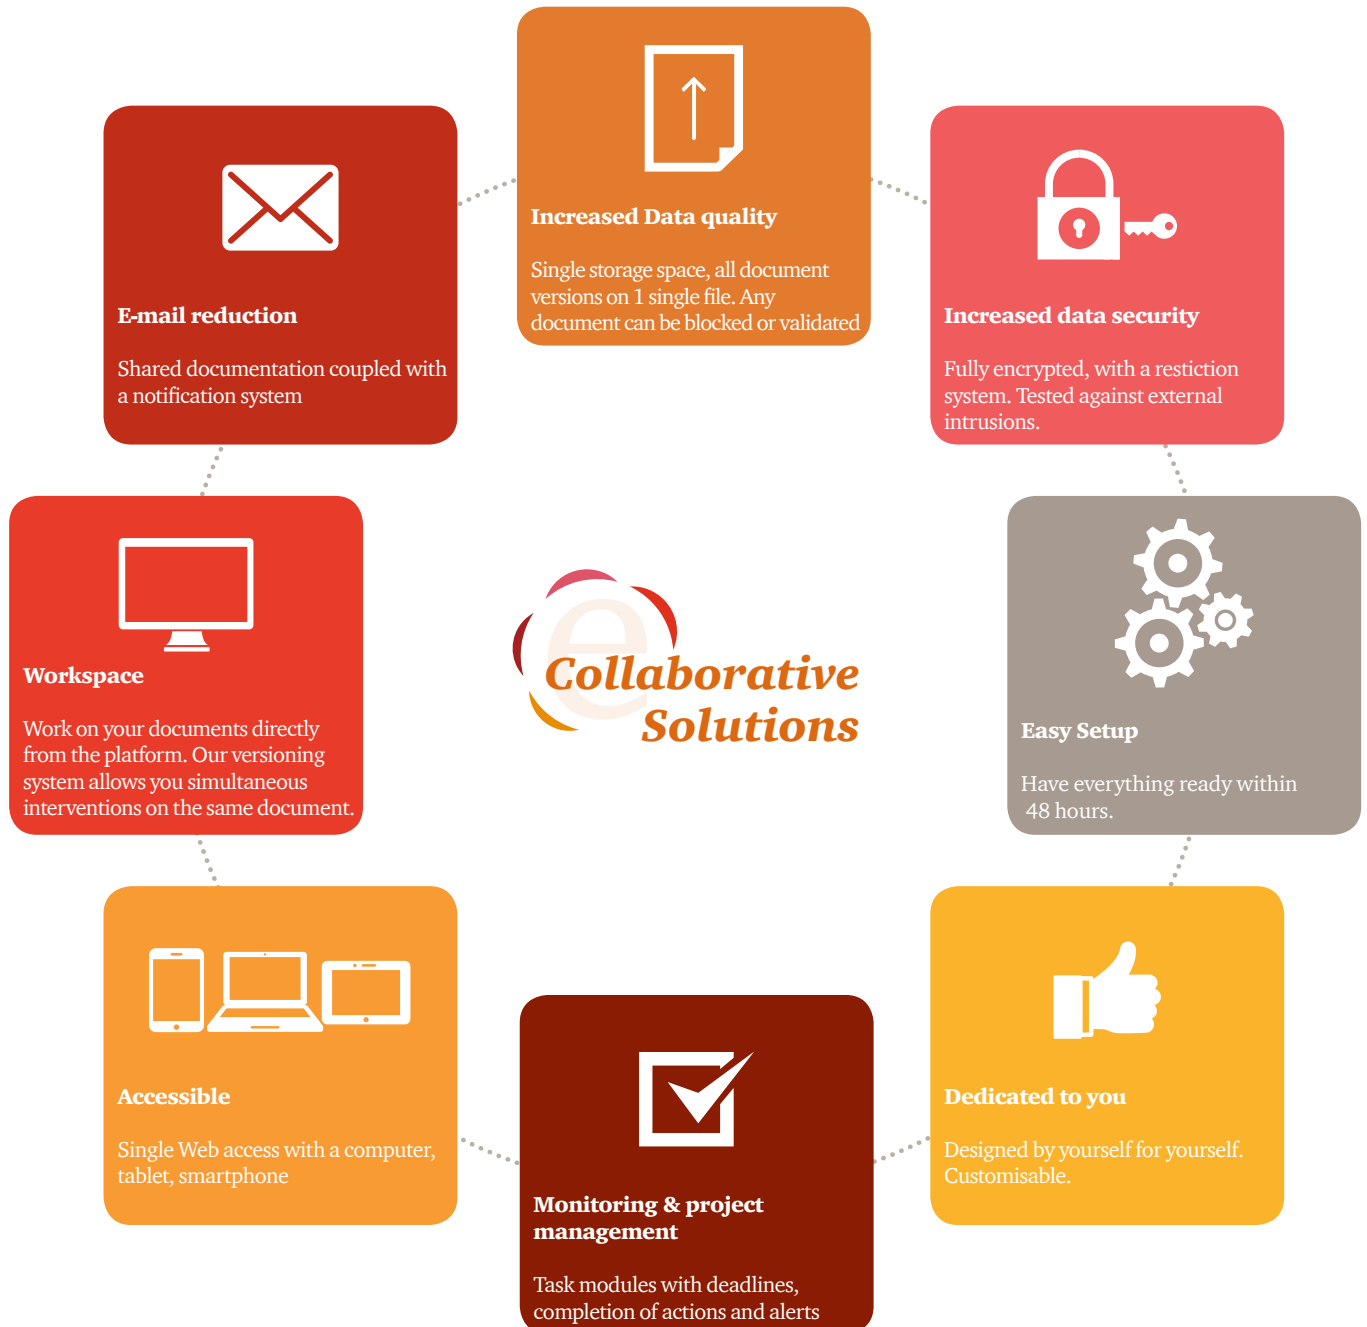 Increased Data quality
Single storage space, all document
versions on 1 single file. Any
document can be blocked or validated
E-mail reduction
Shared documentation coupled with
a notification system
Increased data security
Fully encrypted, with a restiction
system. Tested against external
intrusions.
Workspace
Work on your documents directly
from the platform. Our versioning
system allows you simultaneous
interventions on the same document.
e
Collaborative
Solutions
Easy Setup
Have everything ready within
48 hours.
Accessible
Single Web access with a computer,
tablet, smartphone
Monitoring & project
management
Task modules with deadlines,
completion of actions and alerts
Dedicated to you
Designed by yourself for yourself.
Customisable.